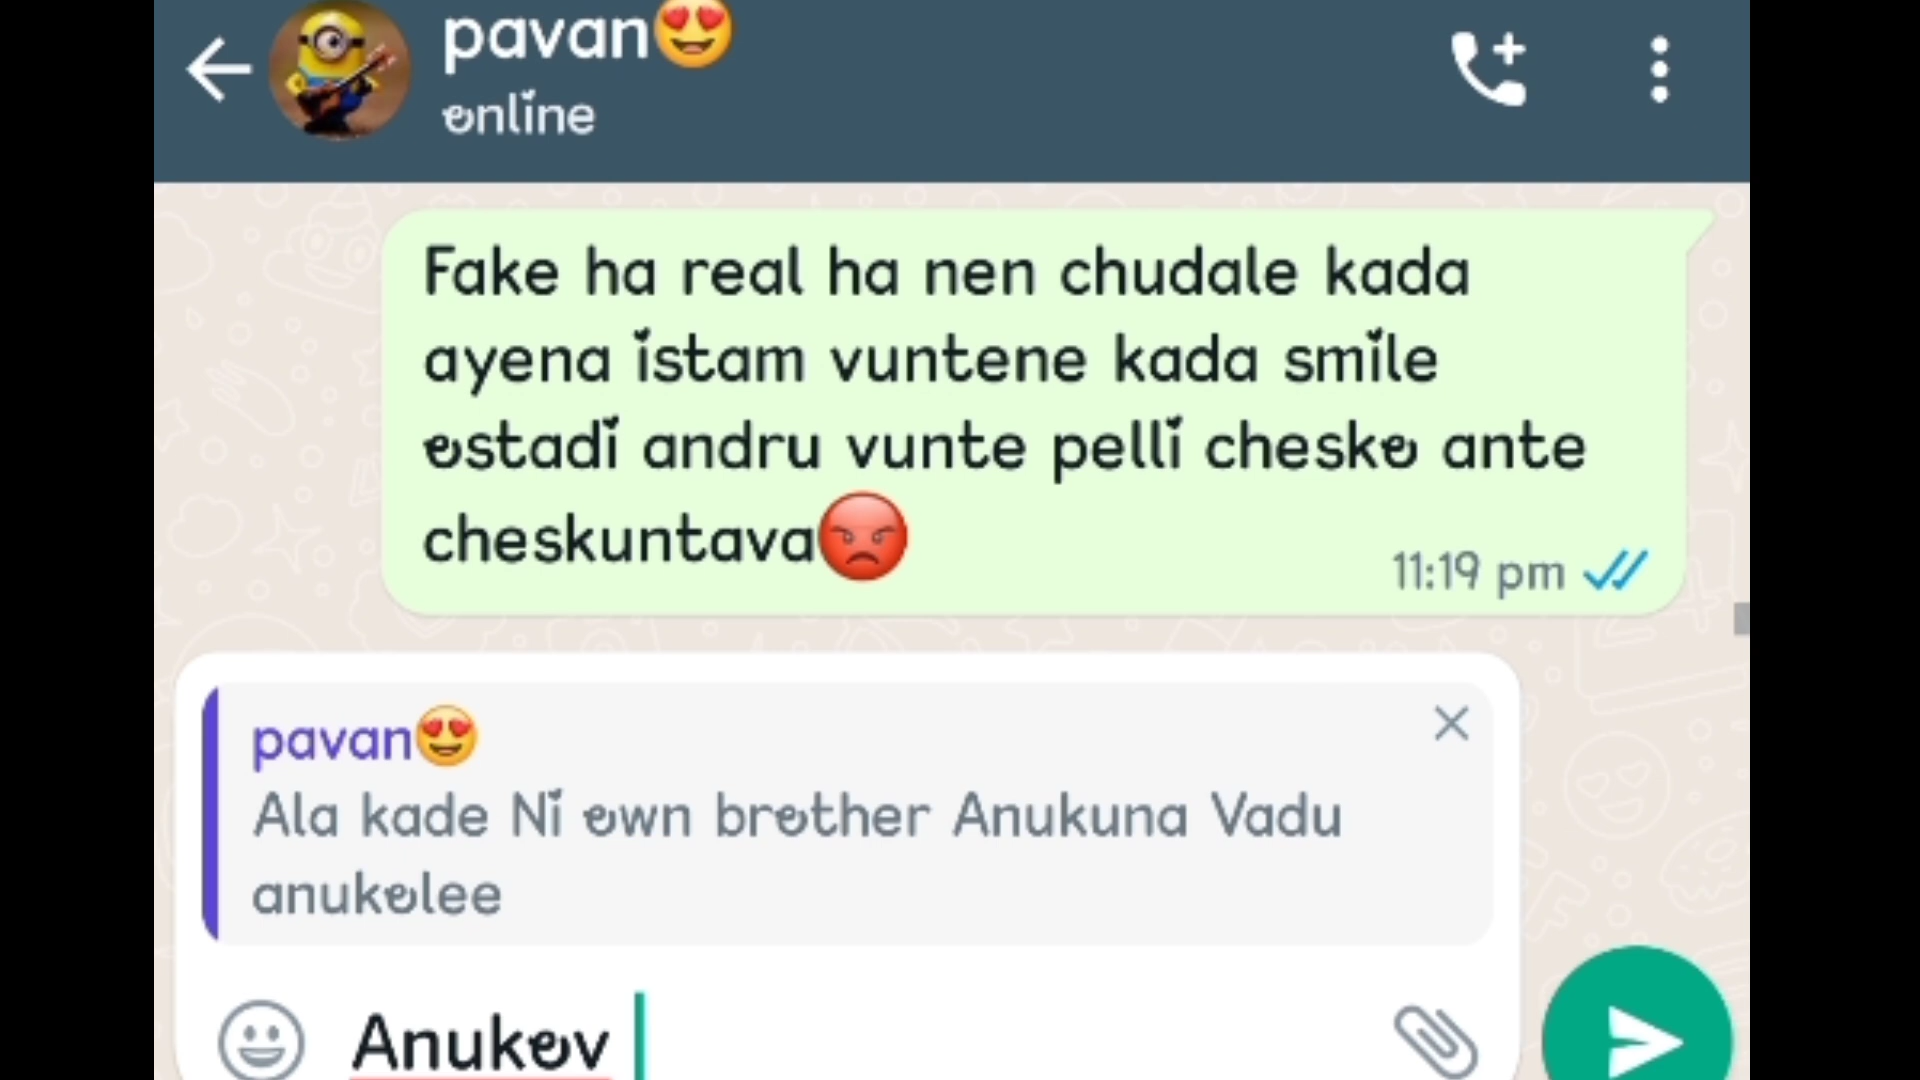 pavan😍
online
Fake ha real ha nen chudale kada
ayena istam vuntene kada smile
ostadi andru vunte pelli chesko ante
cheskuntava😡
11:19 pm
pavan😍
Ala kade Ni own brother Anukuna Vadu
anukolee
Anukov